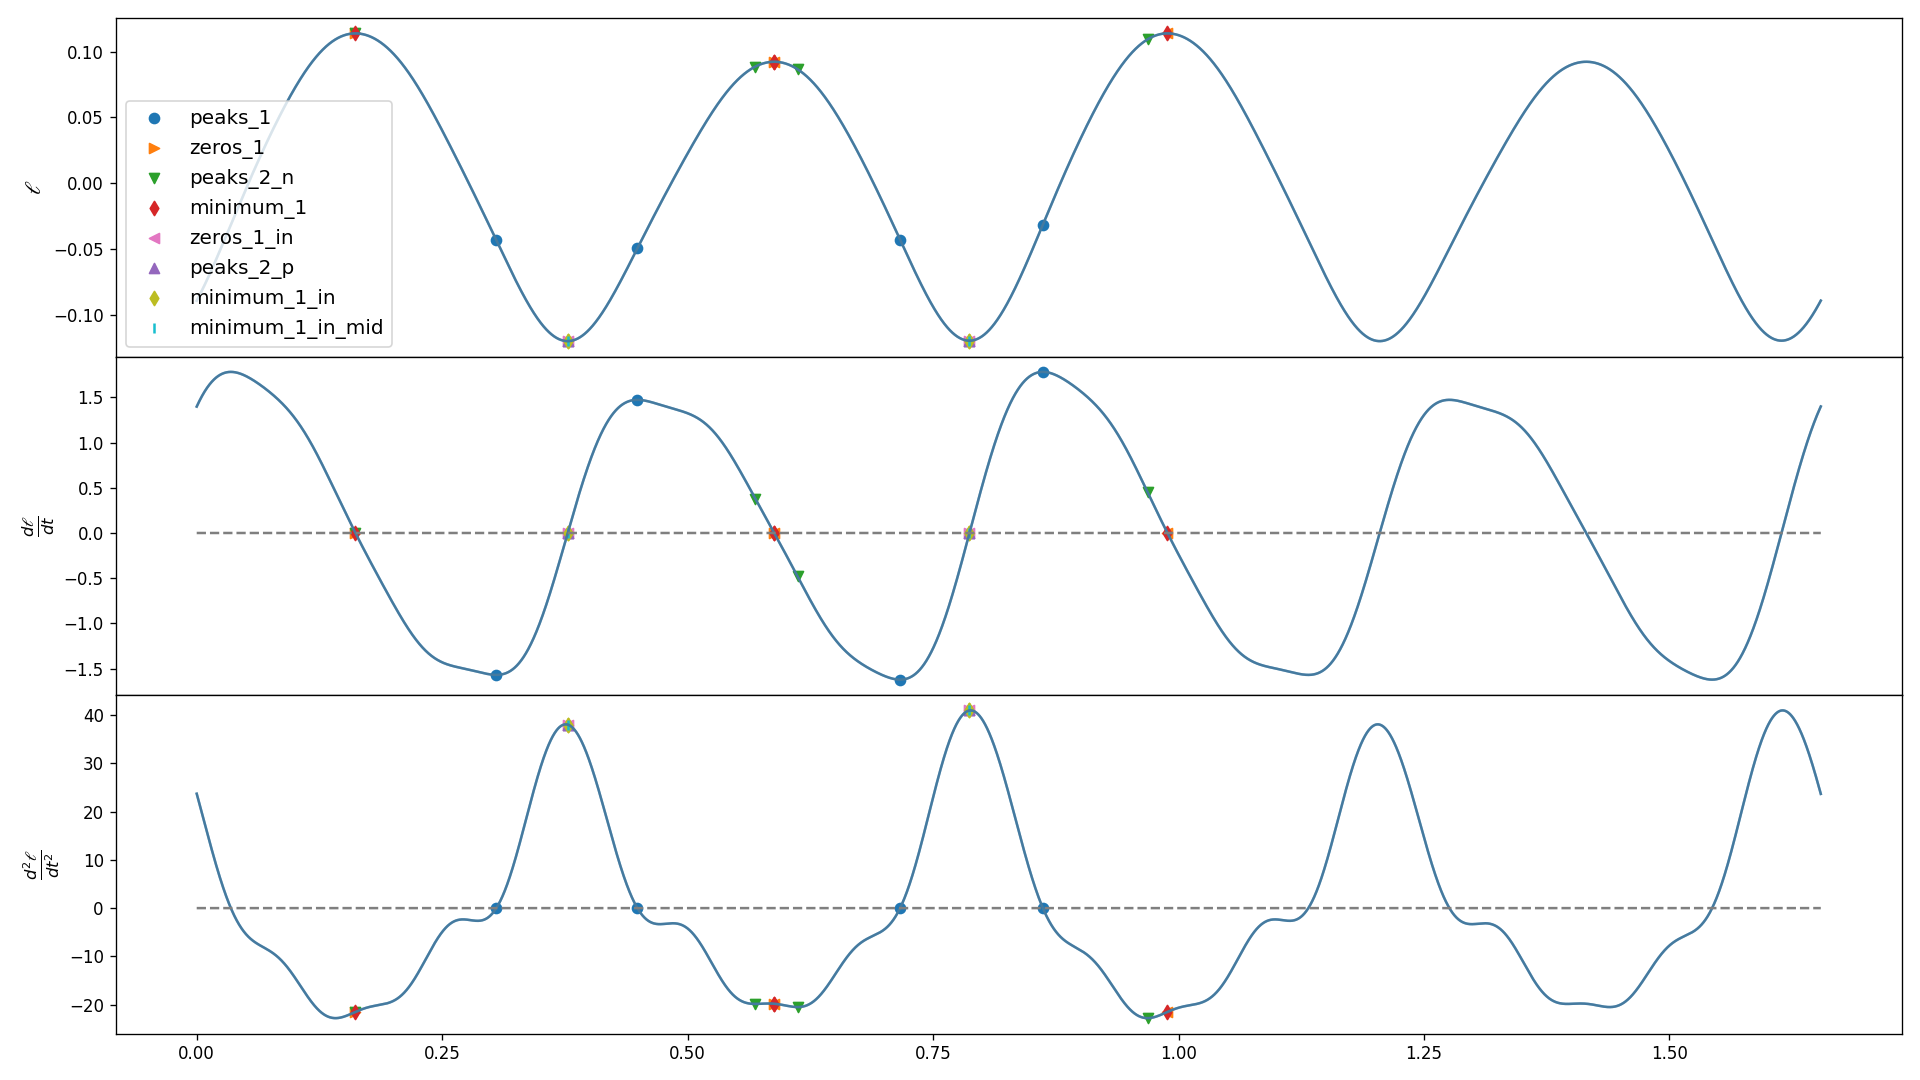 0.10
0.05
0.00
−0.05
−0.10
ℓ
peaks_1
zeros_1
peaks_2_n
minimum_1
zeros_1_in
peaks_2_p
minimum_1_in
minimum_1_in_mid
1.5
1.0
0.5
0.0
−0.5
−1.0
−1.5
dℓ
dt
40
30
20
10
0
−10
−20
d²ℓ
dt²
0.00 0.25 0.50 0.75 1.00 1.25 1.50